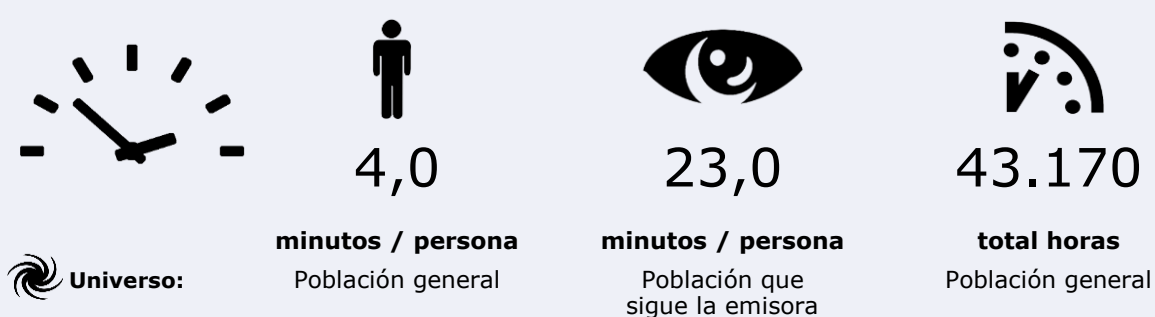 4,0
23,0
43.170
minutos / persona
minutos / persona
total horas
Universo:
Población general
Población que
sigue la emisora
Población general